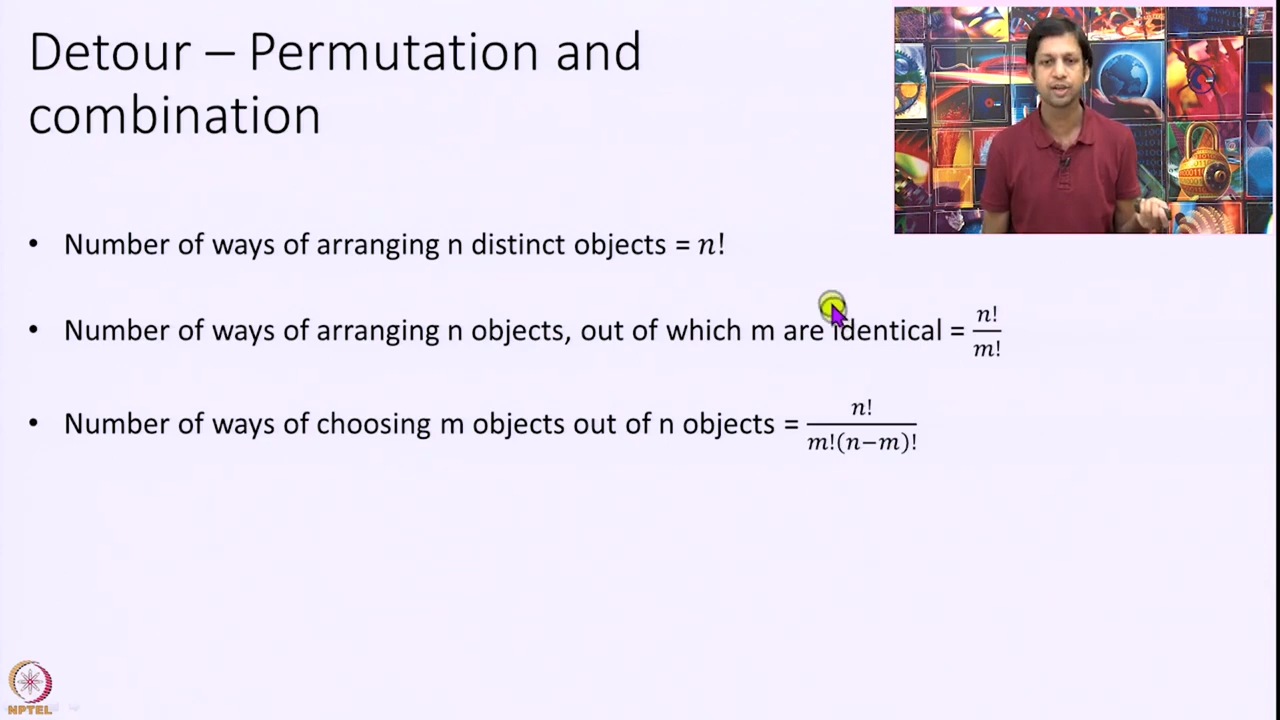 Detour – Permutation and
combination
• Number of ways of arranging n distinct objects = n!
• Number of ways of arranging n objects, out of which m are identical = n!/m!
• Number of ways of choosing m objects out of n objects = n!/m!(n−m)!
NPTEL